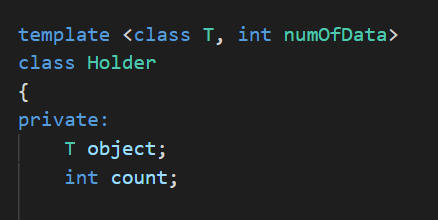 template <class T, int numOfData>
class Holder
{
private:
    T object;
    int count;